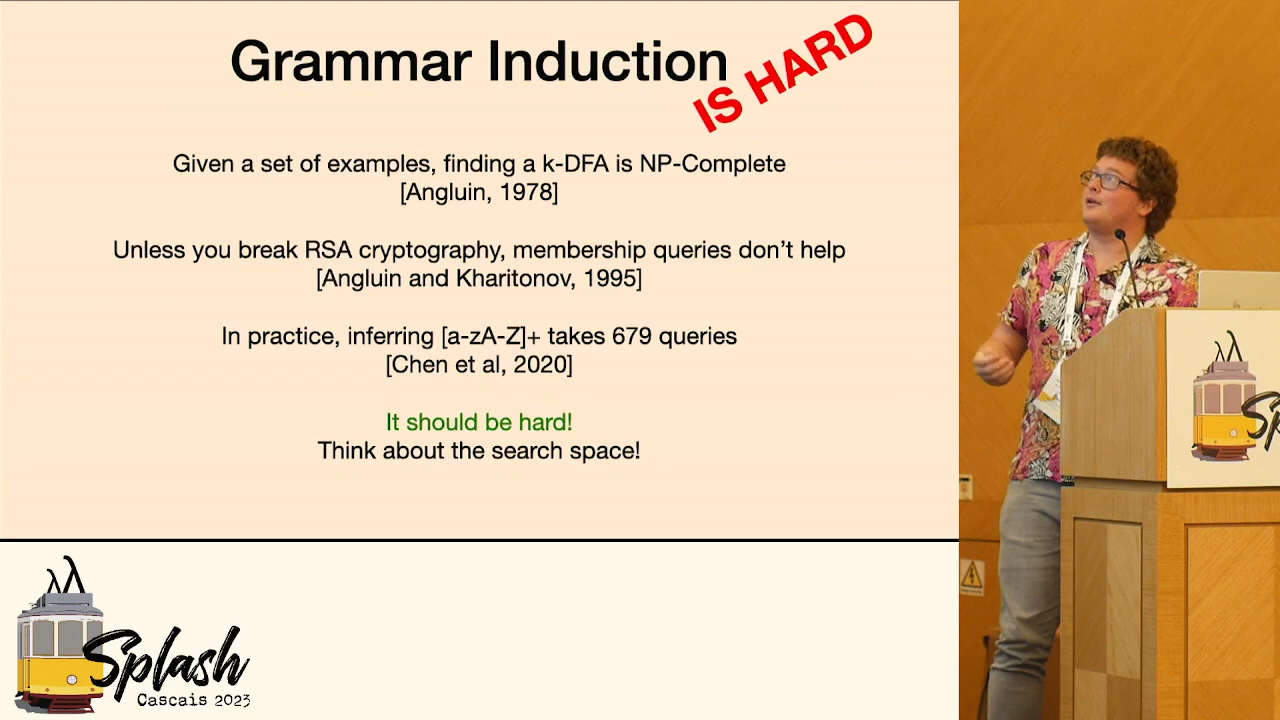 Grammar Induction
IS HARD
Given a set of examples, finding a k-DFA is NP-Complete
[Angluin, 1978]
Unless you break RSA cryptography, membership queries don’t help
[Angluin and Kharitonov, 1995]
In practice, inferring [a-zA-Z]+ takes 679 queries
[Chen et al, 2020]
It should be hard!
Think about the search space!
Splash
Cascais 2023
Sp